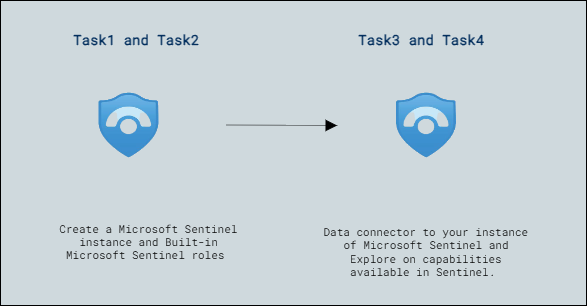 Task1 and Task2
Task3 and Task4
Create a Microsoft Sentinel
instance and Built-in
Microsoft Sentinel roles
Data connector to your instance
of Microsoft Sentinel and
Explore on capabilities
available in Sentinel.